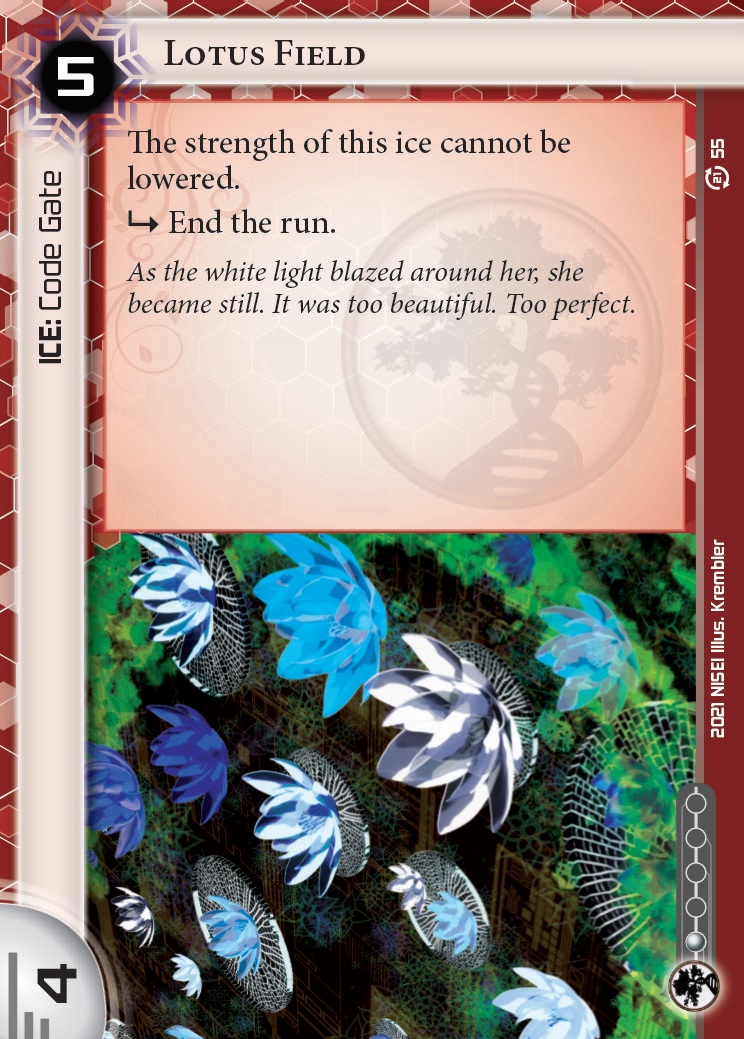 5
Lotus Field
The strength of this ice cannot be
lowered.
↳ End the run.
As the white light blazed around her, she
became still. It was too beautiful. Too perfect.
ICE: Code Gate
21 55
2021 NISEI Illus. Krembler
4